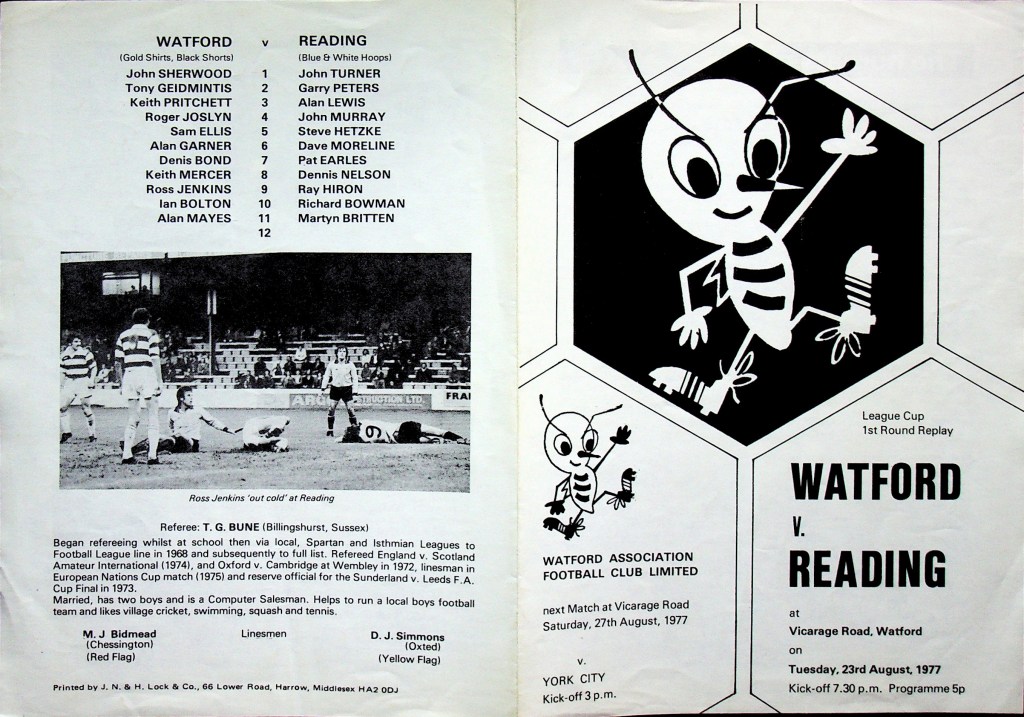 WATFORD v READING
(Gold Shirts, Black Shorts) (Blue & White Hoops)
John SHERWOOD 1 John TURNER
Tony GEIDMINTIS 2 Garry PETERS
Keith PRITCHETT 3 Alan LEWIS
Roger JOSLYN 4 John MURRAY
Sam ELLIS 5 Steve HETZKE
Alan GARNER 6 Dave MORELINE
Denis BOND 7 Pat EARLES
Keith MERCER 8 Dennis NELSON
Ross JENKINS 9 Ray HIRON
Ian BOLTON 10 Richard BOWMAN
Alan MAYES 11 Martyn BRITTEN
12
STRUCTION LTD.
FRA
9
Ross Jenkins 'out cold' at Reading
Referee: T. G. BUNE (Billingshurst, Sussex)
Began refereeing whilst at school then via local, Spartan and Isthmian Leagues to
Football League line in 1968 and subsequently to full list. Refereed England v. Scotland
Amateur International (1974), and Oxford v. Cambridge at Wembley in 1972, linesman in
European Nations Cup match (1975) and reserve official for the Sunderland v. Leeds F.A.
Cup Final in 1973.
Married, has two boys and is a Computer Salesman. Helps to run a local boys football
team and likes village cricket, swimming, squash and tennis.
M. J Bidmead Linesmen D. J. Simmons
(Chessington) (Oxted)
(Red Flag) (Yellow Flag)
Printed by J. N. & H. Lock & Co., 66 Lower Road, Harrow, Middlesex HA2 0DJ
WATFORD ASSOCIATION
FOOTBALL CLUB LIMITED
next Match at Vicarage Road
Saturday, 27th August, 1977
v.
YORK CITY
Kick-off 3 p.m.
League Cup
1st Round Replay
WATFORD
V.
READING
at
Vicarage Road, Watford
on
Tuesday, 23rd August, 1977
Kick-off 7.30 p.m. Programme 5p